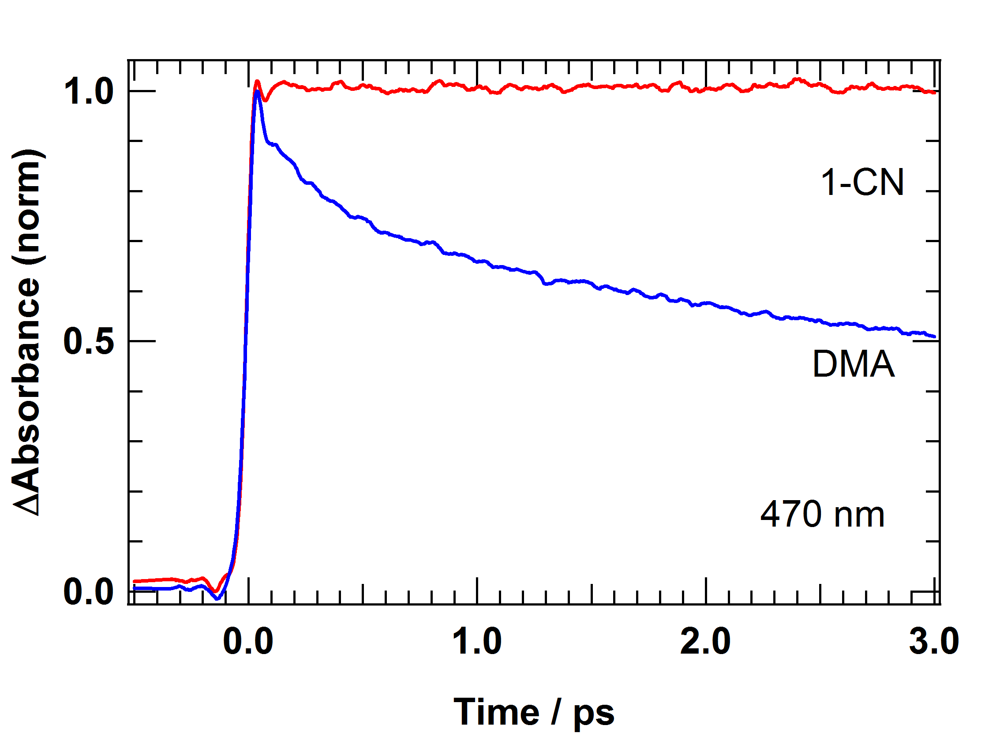 ΔAbsorbance (norm)
1.0
0.5
0.0
1-CN
DMA
470 nm
0.0 1.0 2.0 3.0
Time / ps